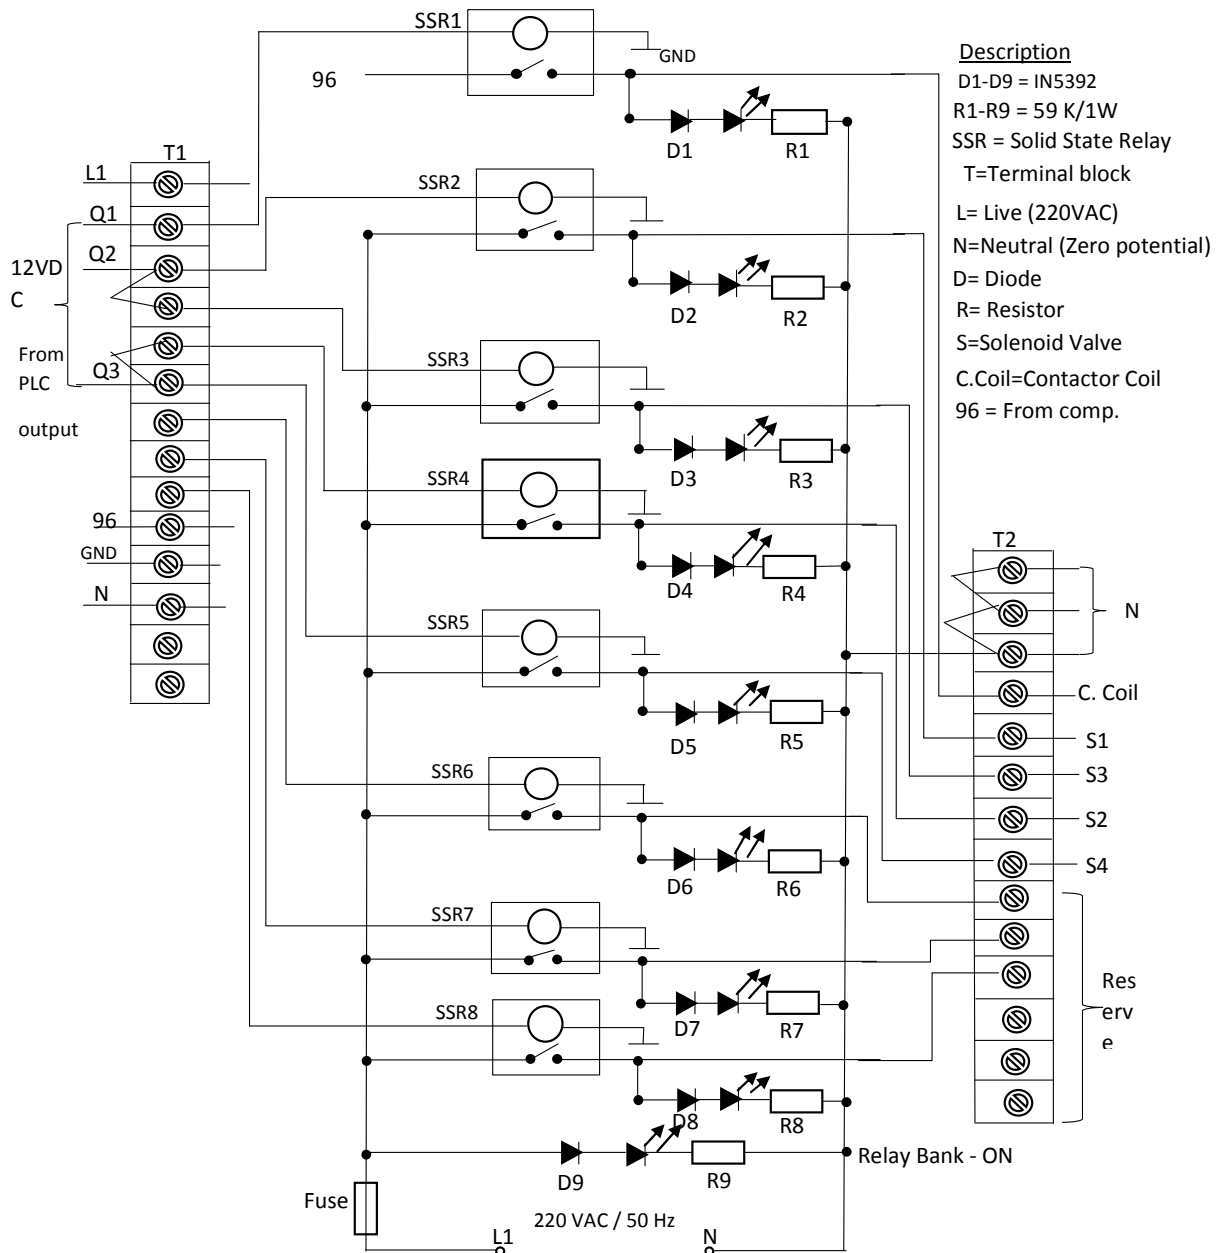 SSR1
GND
96
D1
R1
Description
D1-D9 = IN5392
R1-R9 = 59 K/1W
SSR = Solid State Relay
T=Terminal block
L= Live (220VAC)
N=Neutral (Zero potential)
D= Diode
R= Resistor
S=Solenoid Valve
C.Coil=Contactor Coil
96 = From comp.
T1
L1
Q1
Q2
12VD
C
From
PLC
Q3
output
96
GND
N
SSR2
D2
R2
SSR3
D3
R3
SSR4
D4
R4
SSR5
D5
R5
SSR6
D6
R6
SSR7
D7
R7
SSR8
D8
R8
D9
R9
Relay Bank - ON
Fuse
220 VAC / 50 Hz
L1
N
T2
N
C. Coil
S1
S3
S2
S4
Res
erv
e